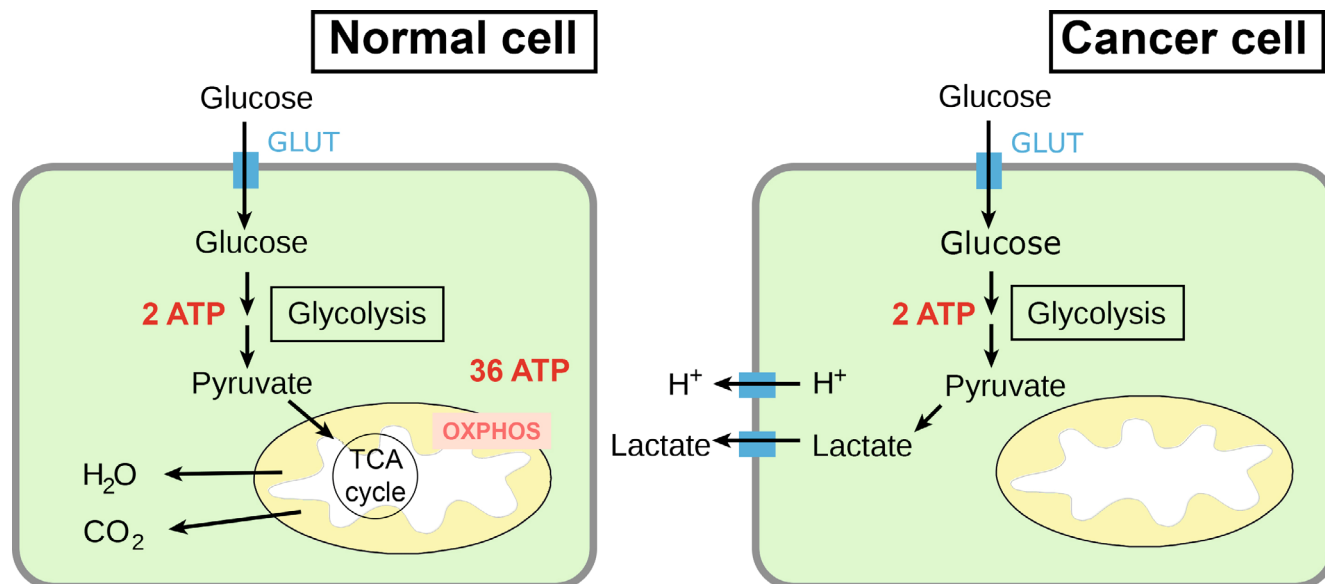 Normal cell
Glucose
GLUT
Glucose
2 ATP
Glycolysis
Pyruvate
36 ATP
OXPHOS
TCA
cycle
H₂O
CO₂
Cancer cell
Glucose
GLUT
Glucose
2 ATP
Glycolysis
Pyruvate
H⁺
H⁺
Lactate
Lactate